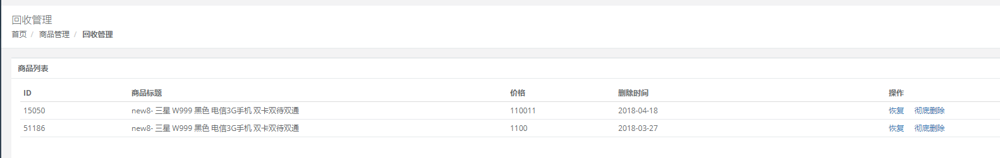 回收管理
首页 / 商品管理 / 回收管理
商品列表
ID 商品标题 价格 删除时间 操作
15050 new8- 三星 W999 黑色 电信3G手机 双卡双待双通 110011 2018-04-18 恢复 彻底删除
51186 new8- 三星 W999 黑色 电信3G手机 双卡双待双通 1100 2018-03-27 恢复 彻底删除